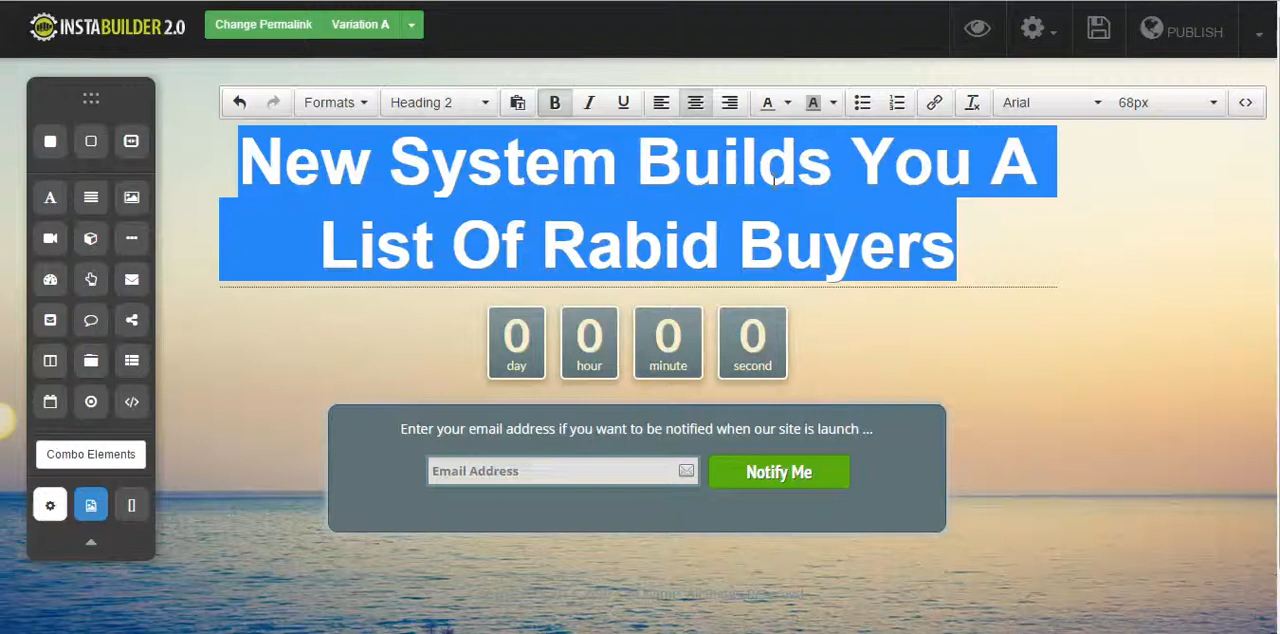 INSTABUILDER 2.0
Change Permalink Variation A
PUBLISH
Formats Heading 2 B I U A A Arial 68px
New System Builds You A
List Of Rabid Buyers
0 0 0 0
day hour minute second
Enter your email address if you want to be notified when our site is launch ...
Email Address Notify Me
A
Combo Elements